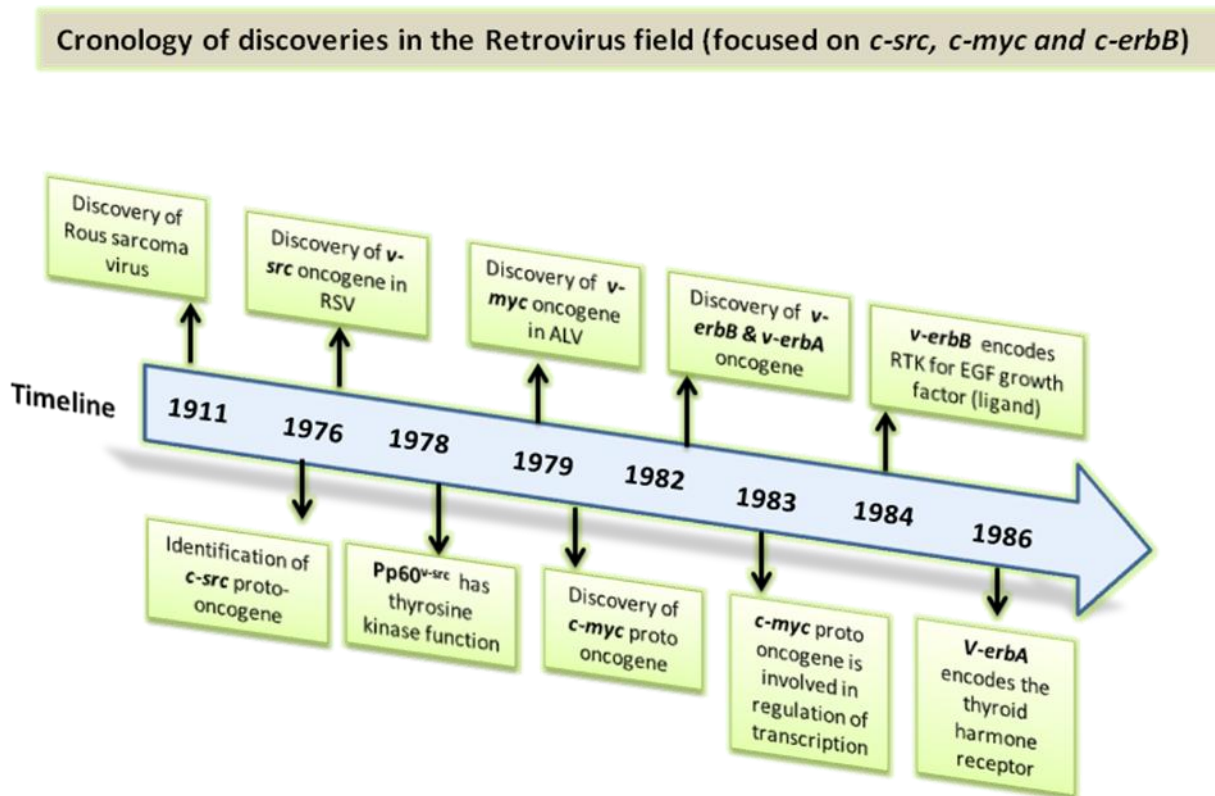 Cronology of discoveries in the Retrovirus field (focused on c-src, c-myc and c-erbB)
Discovery of
Rous sarcoma
virus
Discovery of v-
src oncogene in
RSV
Discovery of v-
myc oncogene
in ALV
Discovery of v-
erbB & v-erbA
oncogene
v-erbB encodes
RTK for EGF growth
factor (ligand)
Timeline
1911
1976
1978
1979
1982
1983
1984
1986
Identification of
c-src proto-
oncogene
Pp60v-src has
thyrosine
kinase function
Discovery of
c-myc proto
oncogene
c-myc proto
oncogene is
involved in
regulation of
transcription
V-erbA
encodes the
thyroid
harmone
receptor